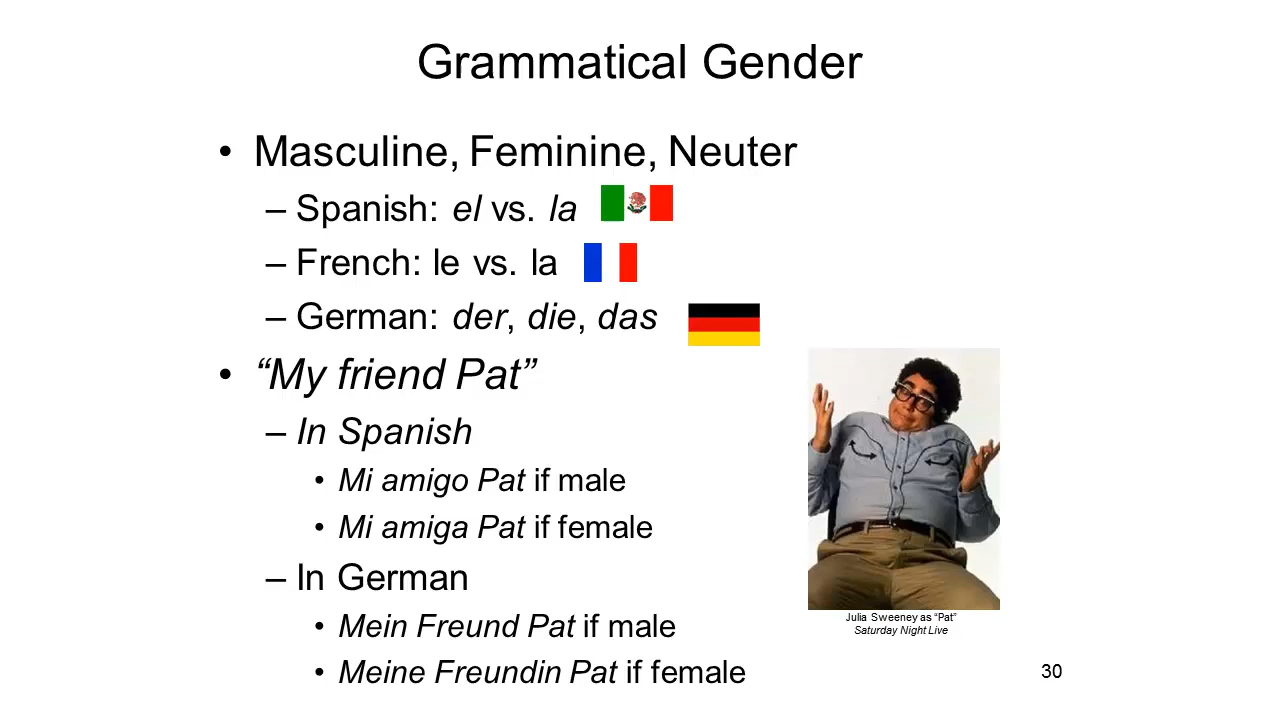 Grammatical Gender
• Masculine, Feminine, Neuter
– Spanish: el vs. la
– French: le vs. la
– German: der, die, das
• “My friend Pat”
– In Spanish
• Mi amigo Pat if male
• Mi amiga Pat if female
– In German
• Mein Freund Pat if male
• Meine Freundin Pat if female
Julia Sweeney as “Pat”
Saturday Night Live
30